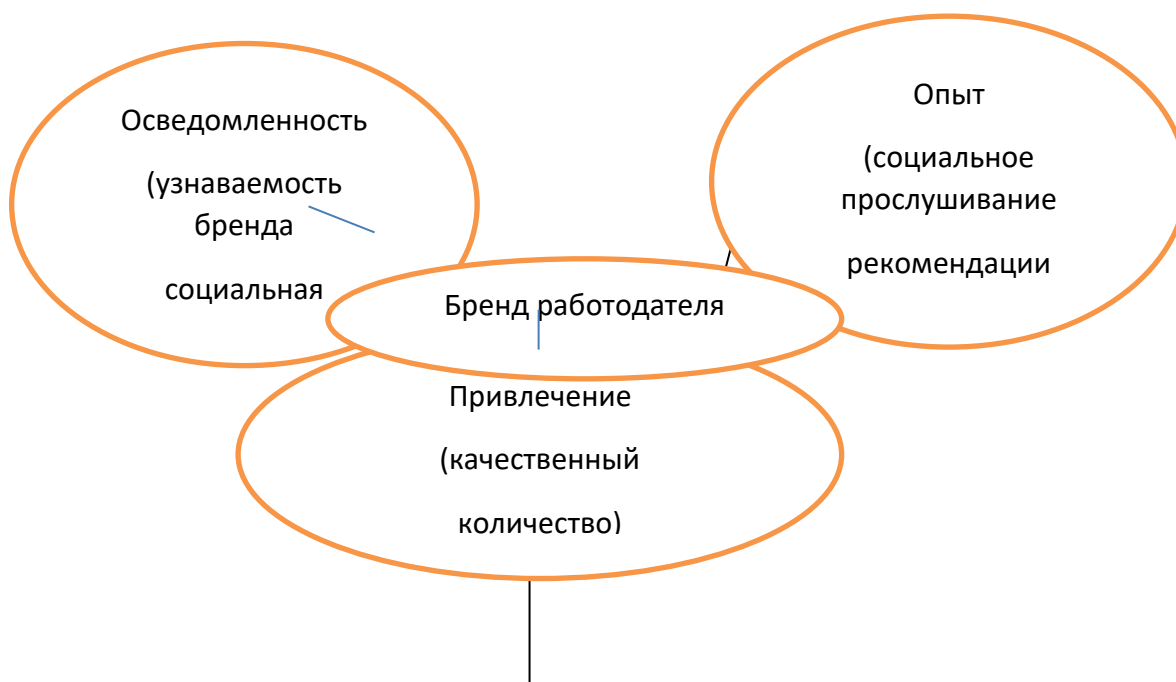 Осведомленность
(узнаваемость
бренда
социальная
Опыт
(социальное
прослушивание
рекомендации
Бренд работодателя
Привлечение
(качественный
количество)